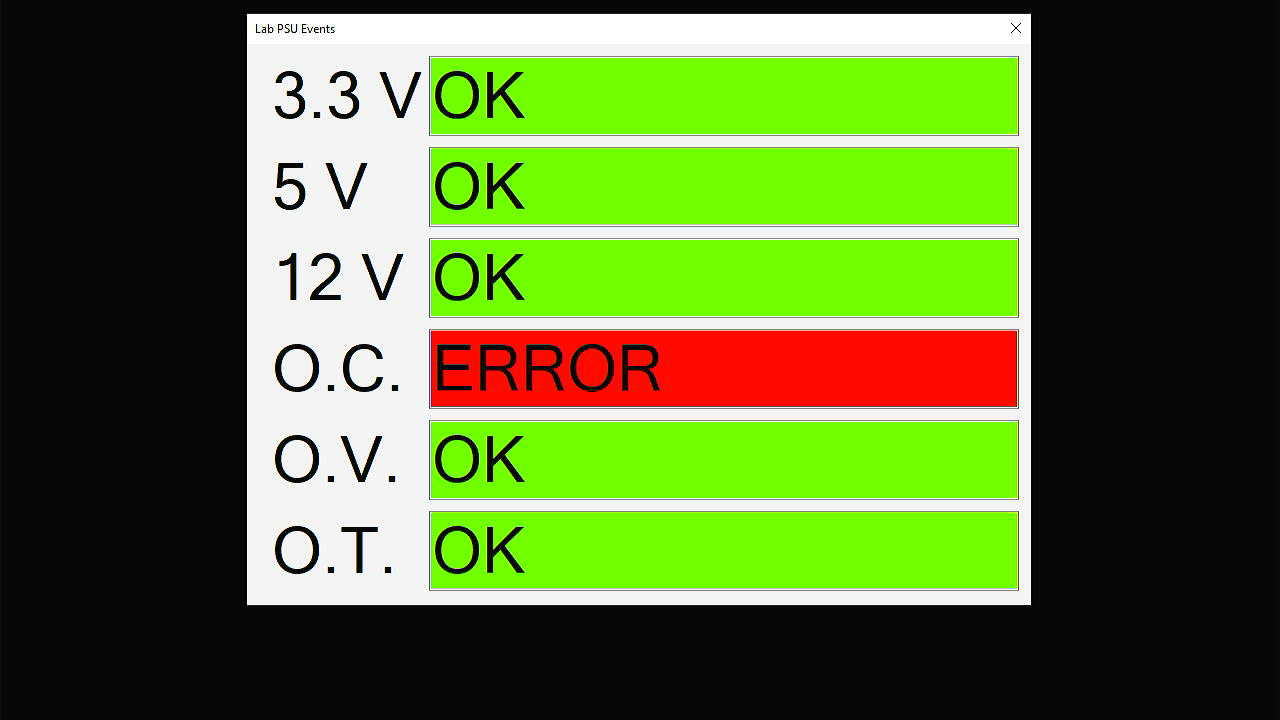 Lab PSU Events
3.3 V OK
5 V OK
12 V OK
O.C. ERROR
O.V. OK
O.T. OK